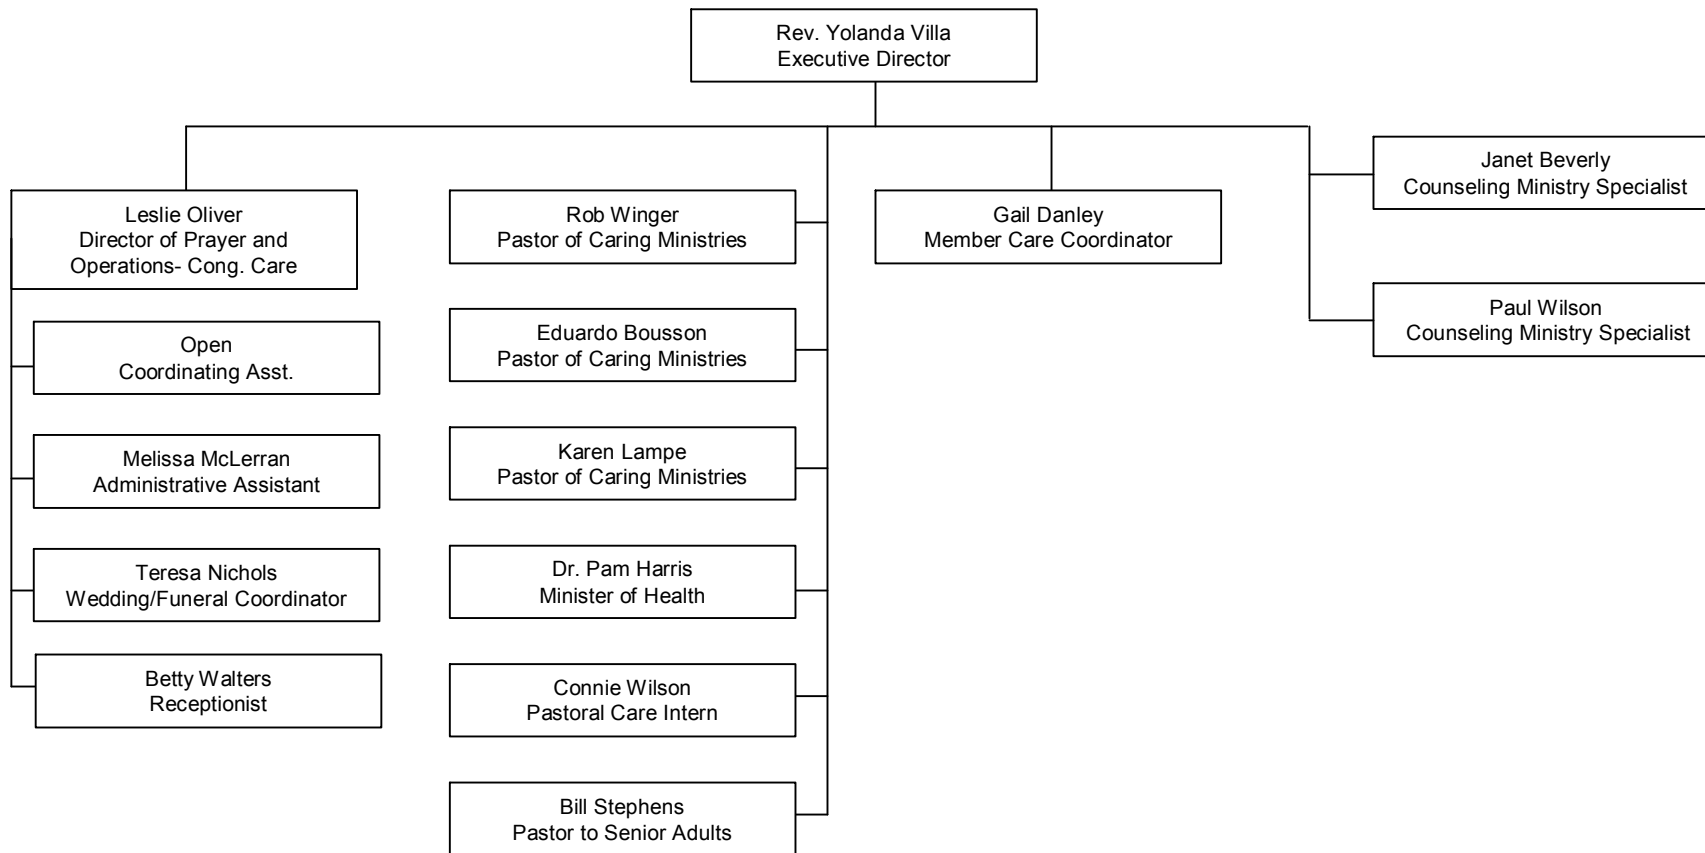 Rev. Yolanda Villa
Executive Director
Leslie Oliver
Director of Prayer and
Operations- Cong. Care
Open
Coordinating Asst.
Melissa McLerran
Administrative Assistant
Teresa Nichols
Wedding/Funeral Coordinator
Betty Walters
Receptionist
Rob Winger
Pastor of Caring Ministries
Eduardo Bousson
Pastor of Caring Ministries
Karen Lampe
Pastor of Caring Ministries
Dr. Pam Harris
Minister of Health
Connie Wilson
Pastoral Care Intern
Bill Stephens
Pastor to Senior Adults
Gail Danley
Member Care Coordinator
Janet Beverly
Counseling Ministry Specialist
Paul Wilson
Counseling Ministry Specialist